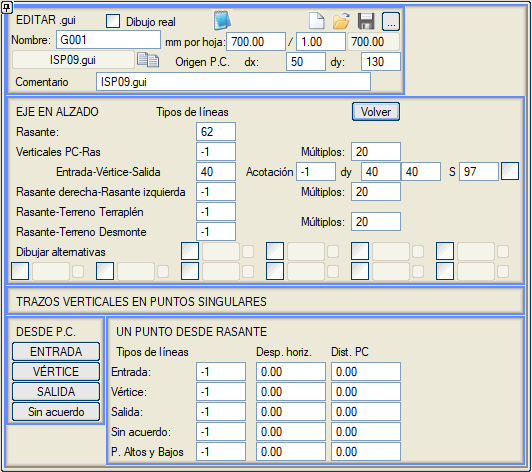 EDITAR .gui Dibujo real ...
Nombre: G001 mm por hoja: 700.00 / 1.00 700.00
ISP09.gui Origen P.C. dx: 50 dy: 130
Comentario ISP09.gui
EJE EN ALZADO Tipos de líneas Volver
Rasante: 62
Verticales PC-Ras -1 Múltiplos: 20
Entrada-Vértice-Salida 40 Acotación -1 dy 40 40 S 97
Rasante derecha-Rasante izquierda -1 Múltiplos: 20
Rasante-Terreno Terraplén -1
Múltiplos: 20
Rasante-Terreno Desmonte -1
Dibujar alternativas
TRAZOS VERTICALES EN PUNTOS SINGULARES
DESDE P.C.
ENTRADA
VÉRTICE
SALIDA
Sin acuerdo
UN PUNTO DESDE RASANTE
Tipos de líneas Desp. horiz. Dist. PC
Entrada: -1 0.00 0.00
Vértice: -1 0.00 0.00
Salida: -1 0.00 0.00
Sin acuerdo: -1 0.00 0.00
P. Altos y Bajos -1 0.00 0.00